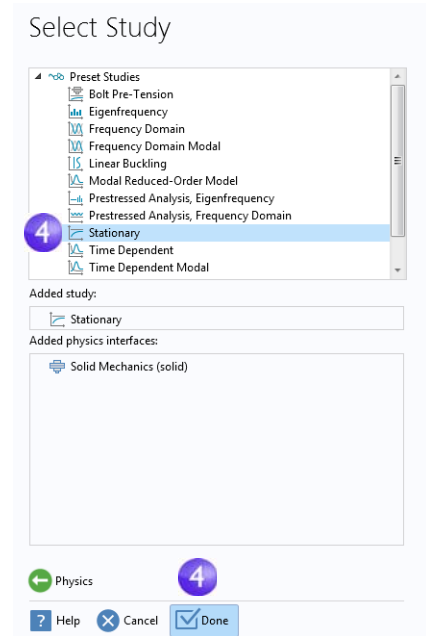 Select Study
Preset Studies
Bolt Pre-Tension
Eigenfrequency
Frequency Domain
Frequency Domain Modal
Linear Buckling
Modal Reduced-Order Model
Prestressed Analysis, Eigenfrequency
Prestressed Analysis, Frequency Domain
4 Stationary
Time Dependent
Time Dependent Modal
Added study:
Stationary
Added physics interfaces:
Solid Mechanics (solid)
Physics 4
? Help Cancel Done